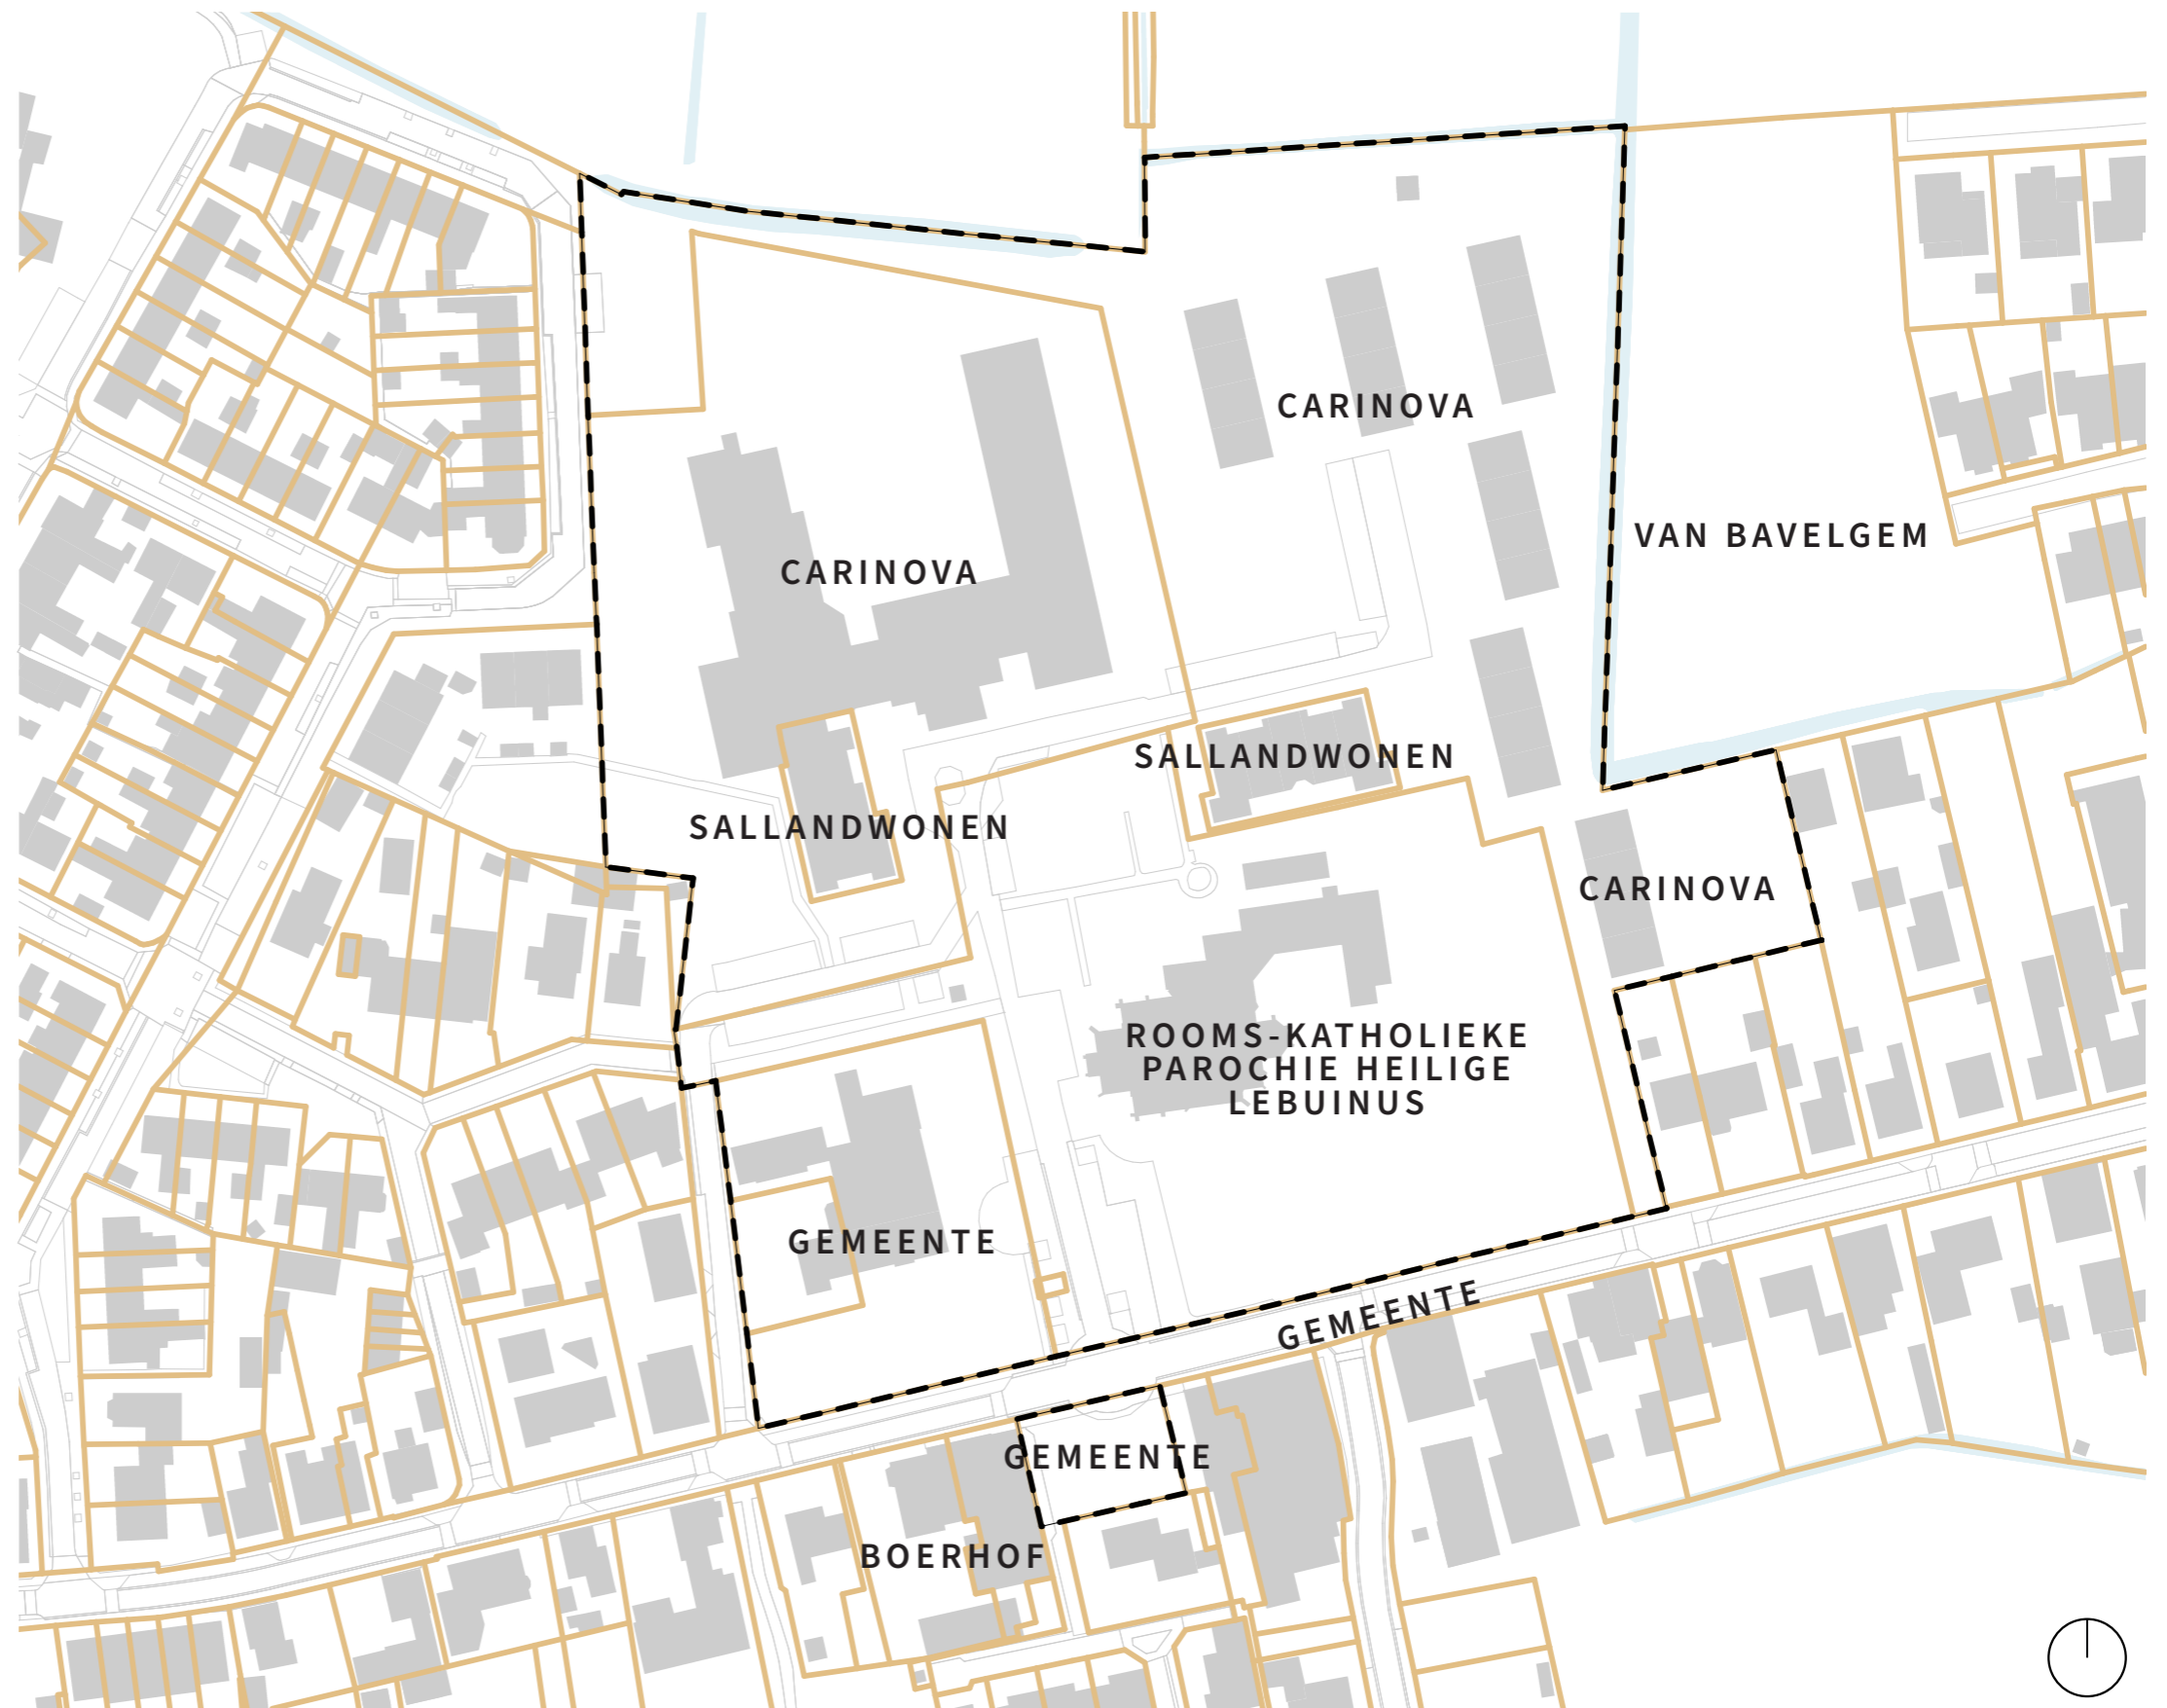 CARINOVA
VAN BAVELGEM
CARINOVA
SALLANDWONEN
SALLANDWONEN
CARINOVA
ROOMS-KATHOLIEKE
PAROCHIE HEILIGE
LEBUINUS
GEMEENTE
GEMEENTE
GEMEENTE
BOERHOF